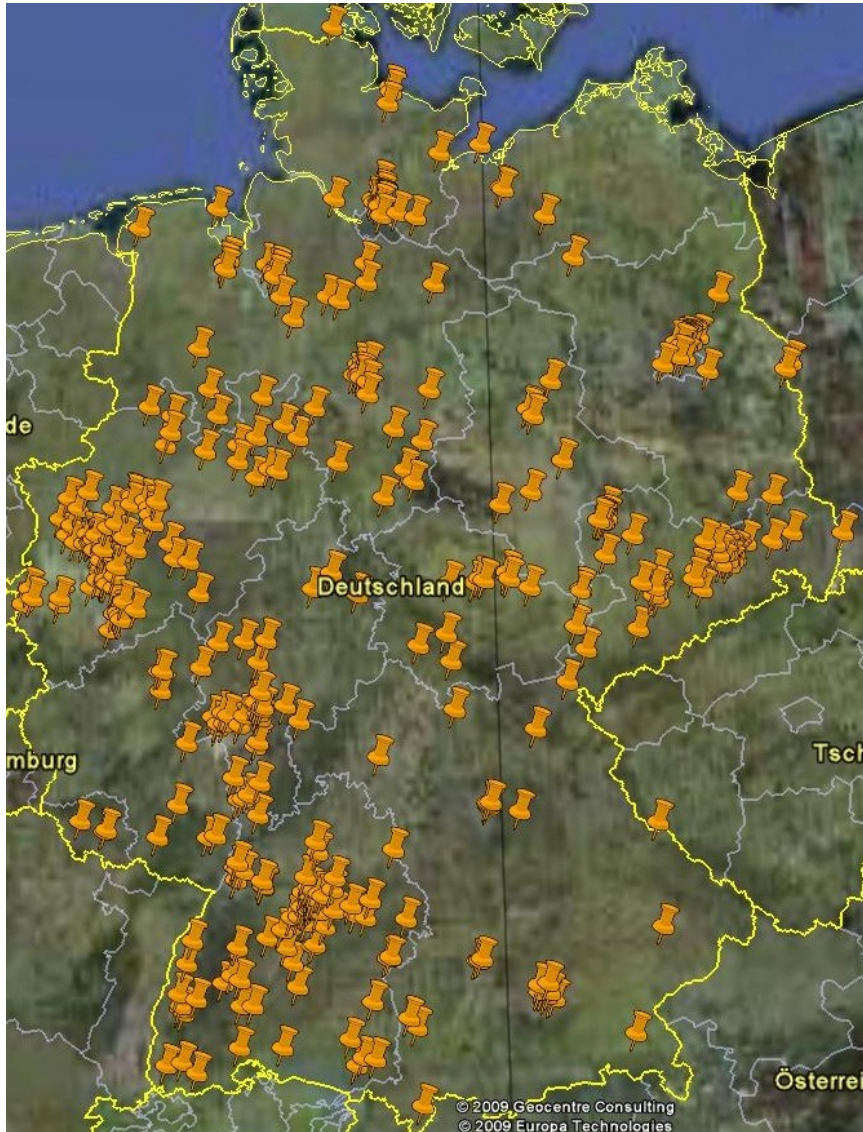 de
Deutschland
mburg
Tsch
Österrei
© 2009 Geocentre Consulting
© 2009 Europa Technologies